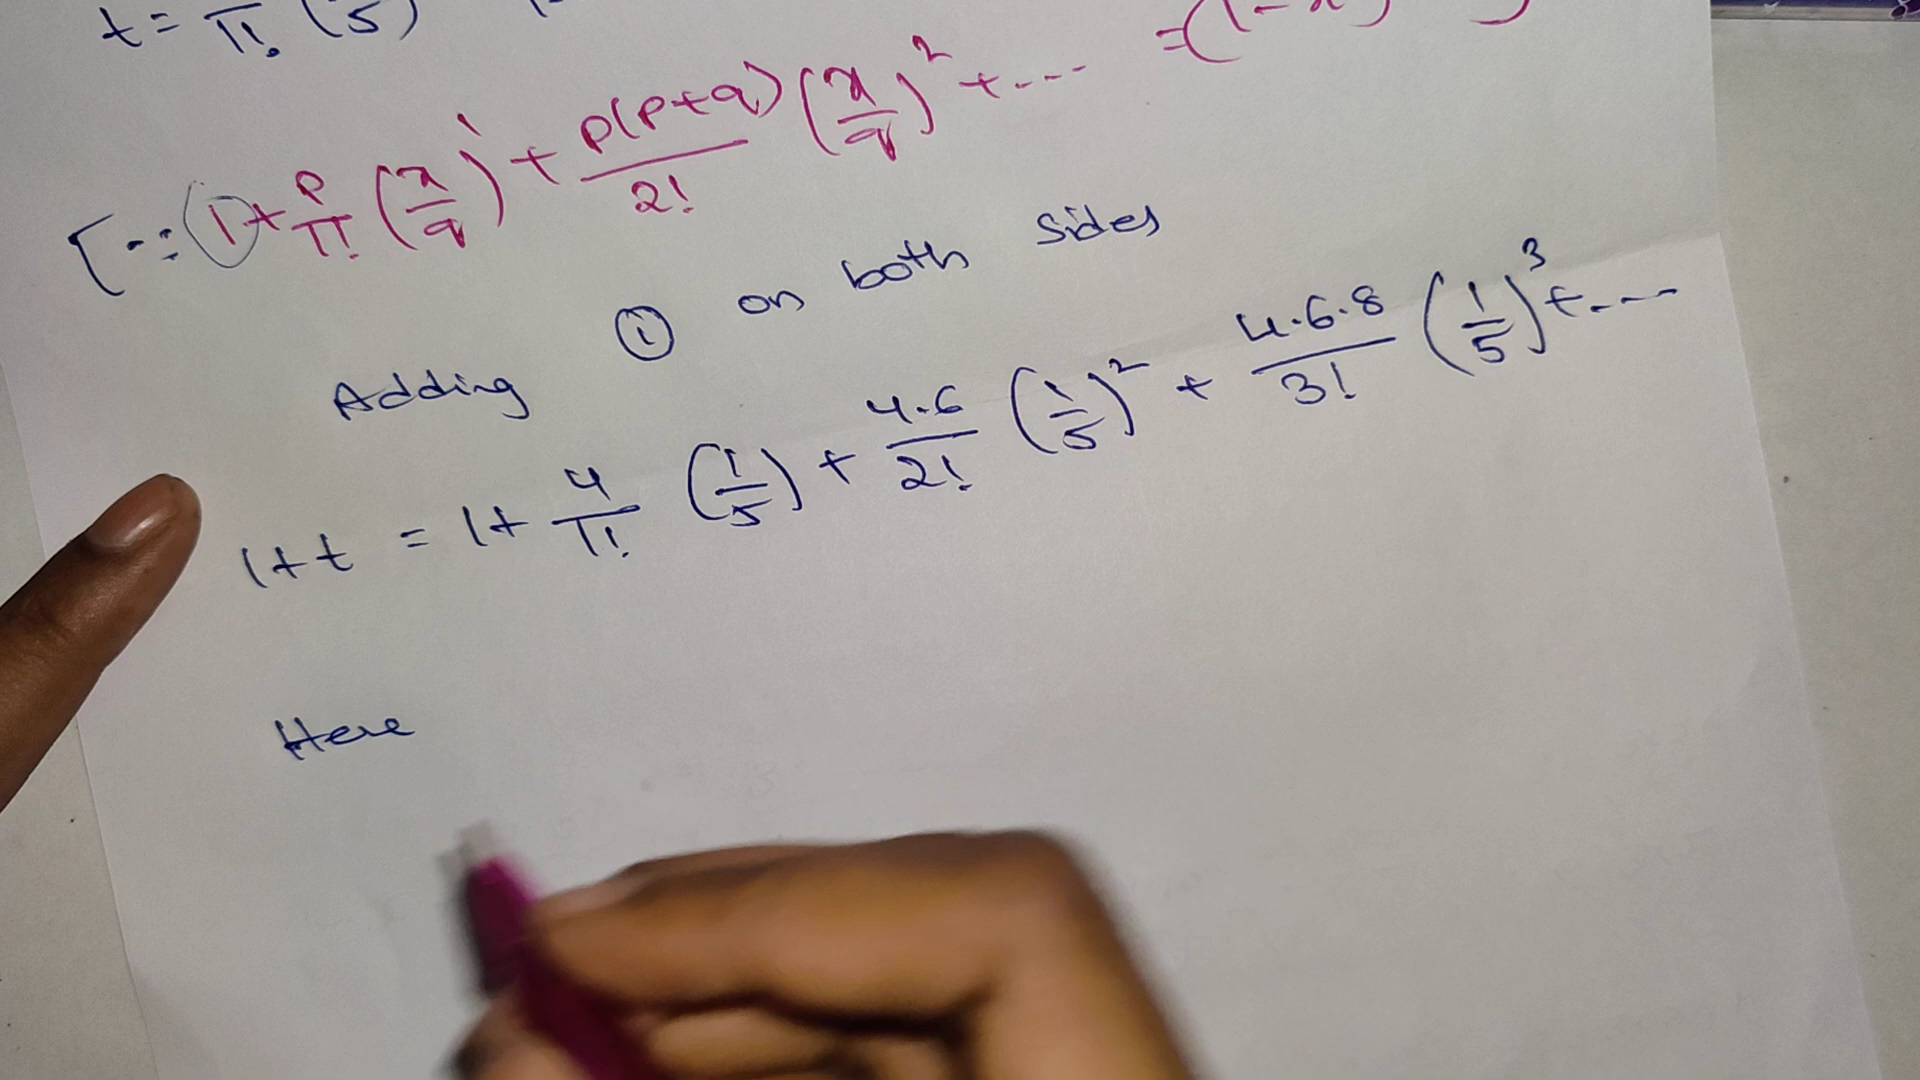 t = /1! ( /5)
[∵ 1 + p/1! (x/q)¹ + p(p+q)/2! (x/q)² + --- = (1-x)
Adding ① on both sides
1+t = 1 + 4/1! (1/5) + 4·6/2! (1/5)² + 4·6·8/3! (1/5)³ + ---
Here